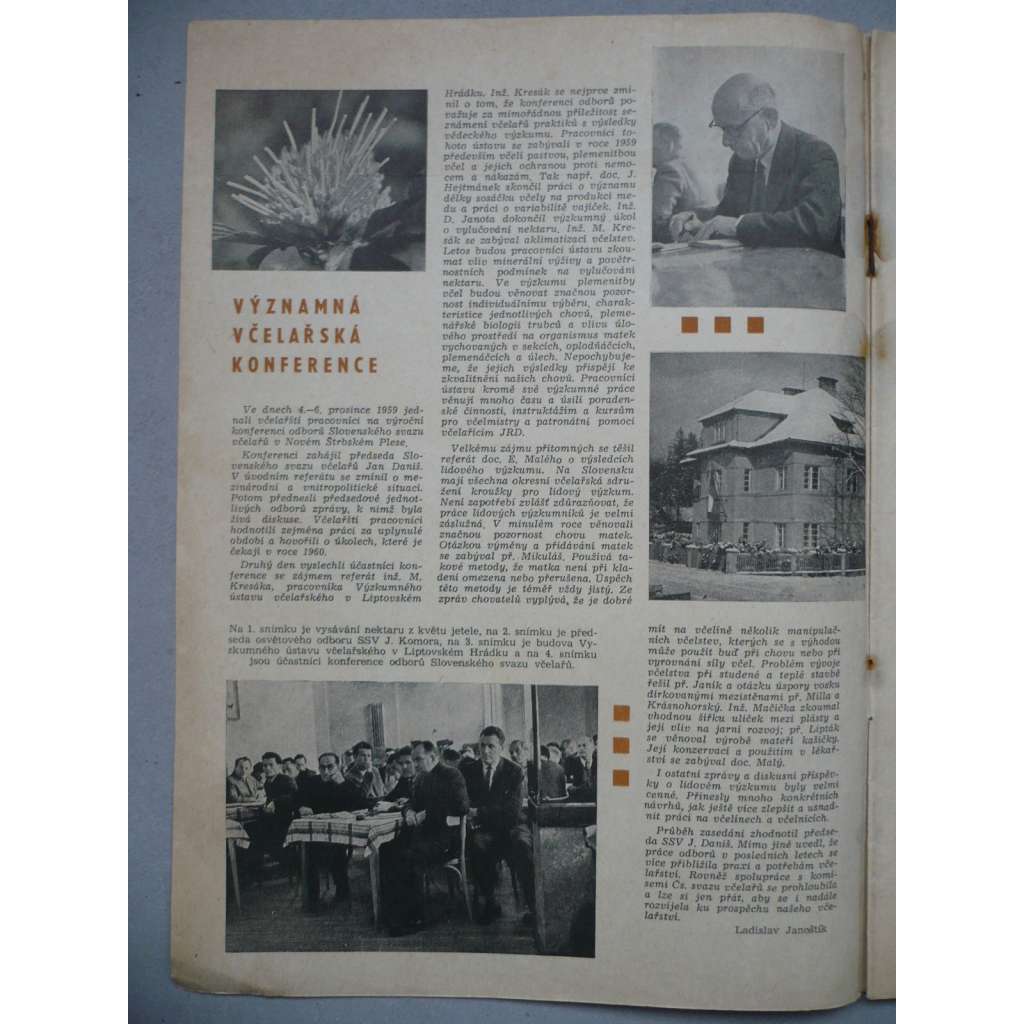 VÝZNAMNÁ
VČELAŘSKÁ
KONFERENCE
Ve dnech 4.—6. prosince 1959 jed-
nali včelařští pracovníci na výroční
konferenci odborů Slovenského svazu
včelařů v Novém Štrbském Plese.
Konferenci zahájil předseda Slo-
venského svazu včelařů Jan Daniš.
V úvodním referátu se zmínil o me-
zinárodní a vnitropolitické situaci.
Potom přednesli předsedové jednot-
livých odborů zprávy, k nimž byla
živá diskuse. Včelařští pracovníci
hodnotili zejména práci za uplynulé
období a hovořili o úkolech, které je
čekají v roce 1960.
Druhý den vyslechli účastníci kon-
ference se zájmem referát inž. M.
Kresáka, pracovníka Výzkumného
ústavu včelařského v Liptovském
Hrádku. Inž. Kresák se nejprve zmí-
nil o tom, že konferenci odborů po-
važuje za mimořádnou příležitost se-
známení včelařů praktiků s výsledky
vědeckého výzkumu. Pracovníci to-
hoto ústavu se zabývali v roce 1959
především včelí pastvou, plemenitbou
včel a jejich ochranou proti nemo-
cem a nákazám. Tak např. doc. J.
Hejtmánek skončil práci o významu
délky sosáčku včely na produkci me-
du a práci o variabilitě vajíček. Inž.
D. Janota dokončil výzkumný úkol
o vylučování nektaru. Inž. M. Kre-
sák se zabýval aklimatizací včelstev.
Letos budou pracovníci ústavu zkou-
mat vliv minerální výživy a povětr-
nostních podmínek na vylučování
nektaru. Ve výzkumu plemenitby
včel budou věnovat značnou pozor-
nost individuálnímu výběru, charak-
teristice jednotlivých chovů, pleme-
nářské biologii trubců a vlivu úlo-
vého prostředí na organismus matek
vychovaných v sekcích, oplodňáčcích,
plemenáčcích a úlech. Nepochybuje-
me, že jejich výsledky přispějí ke
zkvalitnění našich chovů. Pracovníci
ústavu kromě své výzkumné práce
věnují mnoho času a úsilí poraden-
ské činnosti, instruktážím a kursům
pro včelmistry a patronátní pomoci
včelařícím JRD.
Velkému zájmu přítomných se těšil
referát doc. E. Malého o výsledcích
lidového výzkumu. Na Slovensku
mají všechna okresní včelařská sdru-
žení kroužky pro lidový výzkum.
Není zapotřebí zvlášť zdůrazňovat, že
práce lidových výzkumníků je velmi
záslužná. V minulém roce věnovali
značnou pozornost chovu matek.
Otázkou výměny a přidávání matek
se zabýval př. Mikuláš. Používá ta-
kové metody, že matka není při kla-
dení omezena nebo přerušena. Úspěch
této metody je téměř vždy jistý. Ze
zpráv chovatelů vyplývá, že je dobré
Na 1. snímku je vysávání nektaru z květu jetele, na 2. snímku je před-
seda osvětového odboru SSV J. Komora, na 3. snímku je budova Vý-
zkumného ústavu včelařského v Liptovském Hrádku a na 4. snímku
jsou účastníci konference odborů Slovenského svazu včelařů.
mít na včelíně několik manipulač-
ních včelstev, kterých se s výhodou
může použít buď při chovu nebo při
vyrovnání síly včel. Problém vývoje
včelstva při studené a teplé stavbě
řešil př. Janík a otázku úspory vosku
dírkovanými mezistěnami př. Milla a
Krásnohorský. Inž. Mačička zkoumal
vhodnou šířku uliček mezi plásty a
její vliv na jarní rozvoj; př. Lipták
se věnoval výrobě mateří kašičky.
Její konzervací a použitím v lékař-
ství se zabýval doc. Malý.
I ostatní zprávy a diskusní příspěv-
ky o lidovém výzkumu byly velmi
cenné. Přinesly mnoho konkrétních
návrhů, jak ještě více zlepšit a usnad-
nit práci na včelínech a včelnicích.
Průběh zasedání zhodnotil předse-
da SSV J. Daniš. Mimo jiné uvedl, že
práce odborů v posledních letech se
více přiblížila praxi a potřebám vče-
lařství. Rovněž spolupráce s komi-
semi Čs. svazu včelařů se prohloubila
a lze si jen přát, aby se i nadále
rozvíjela ku prospěchu našeho vče-
lařství.
Ladislav Janoštík